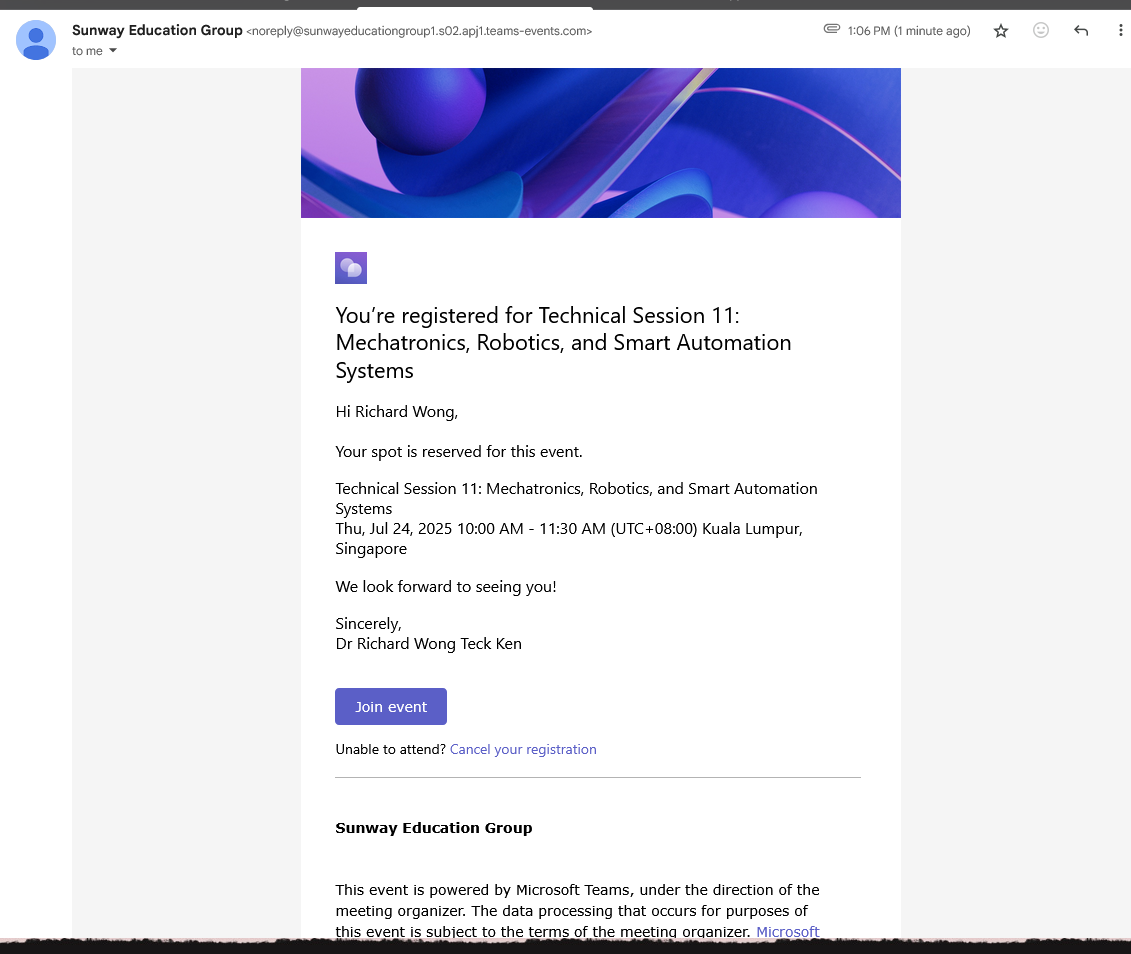 Sunway Education Group <noreply@sunwayeducationgroup1.s02.apj1.teams-events.com>
1:06 PM (1 minute ago)
to me
You're registered for Technical Session 11:
Mechatronics, Robotics, and Smart Automation
Systems
Hi Richard Wong,
Your spot is reserved for this event.
Technical Session 11: Mechatronics, Robotics, and Smart Automation
Systems
Thu, Jul 24, 2025 10:00 AM - 11:30 AM (UTC+08:00) Kuala Lumpur,
Singapore
We look forward to seeing you!
Sincerely,
Dr Richard Wong Teck Ken
Join event
Unable to attend? Cancel your registration
Sunway Education Group
This event is powered by Microsoft Teams, under the direction of the
meeting organizer. The data processing that occurs for purposes of
this event is subject to the terms of the meeting organizer. Microsoft